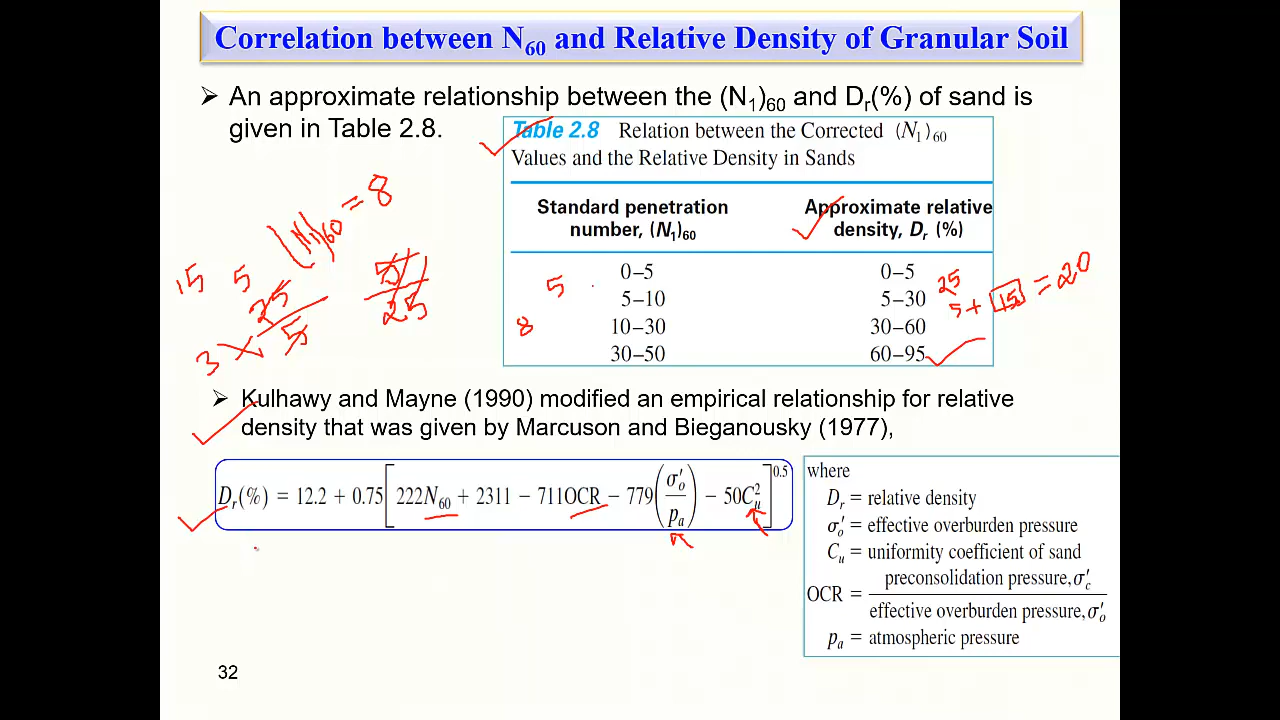 Correlation between N60 and Relative Density of Granular Soil
➢ An approximate relationship between the (N1)60 and Dr(%) of sand is
given in Table 2.8.
Table 2.8 Relation between the Corrected (N1)60
Values and the Relative Density in Sands
Standard penetration number, (N1)60 | Approximate relative density, Dr (%)
0–5 0–5
5–10 5–30
10–30 30–60
30–50 60–95
(N1)60 = 8
15 5
25
3 × 5
5
25
5
8
25
5 + 15 = 20
➢ Kulhawy and Mayne (1990) modified an empirical relationship for relative
density that was given by Marcuson and Bieganousky (1977),
Dr(%) = 12.2 + 0.75[222N60 + 2311 − 711OCR − 779(σ′o/pa) − 50C²u]^0.5
where
Dr = relative density
σ′o = effective overburden pressure
Cu = uniformity coefficient of sand
OCR = preconsolidation pressure, σ′c / effective overburden pressure, σ′o
pa = atmospheric pressure
32